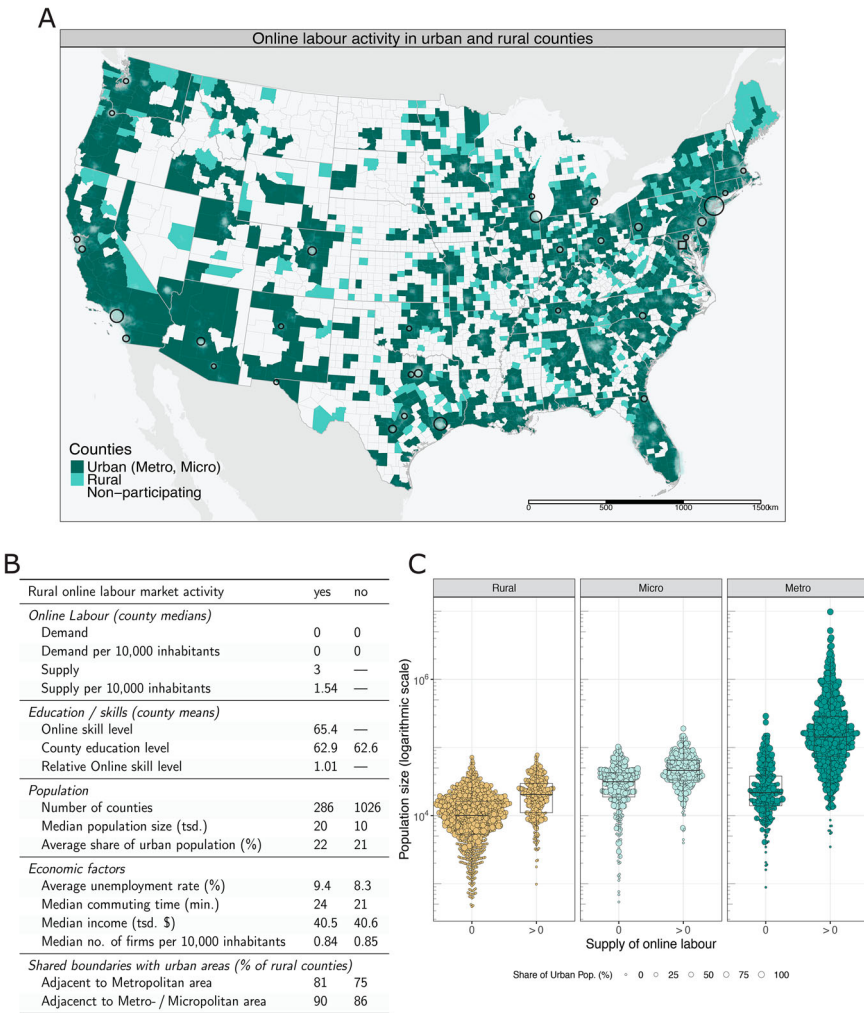 A
Online labour activity in urban and rural counties
Counties
Urban (Metro, Micro)
Rural
Non−participating
0 500 1000 1500km
B
Rural online labour market activity yes no
Online Labour (county medians)
Demand 0 0
Demand per 10,000 inhabitants 0 0
Supply 3 —
Supply per 10,000 inhabitants 1.54 —
Education / skills (county means)
Online skill level 65.4 —
County education level 62.9 62.6
Relative Online skill level 1.01 —
Population
Number of counties 286 1026
Median population size (tsd.) 20 10
Average share of urban population (%) 22 21
Economic factors
Average unemployment rate (%) 9.4 8.3
Median commuting time (min.) 24 21
Median income (tsd. $) 40.5 40.6
Median no. of firms per 10,000 inhabitants 0.84 0.85
Shared boundaries with urban areas (% of rural counties)
Adjacent to Metropolitan area 81 75
Adjacenct to Metro- / Micropolitan area 90 86
C
Rural Micro Metro
Population size (logarithmic scale)
10⁶
10⁴
0 > 0 0 > 0 0 > 0
Supply of online labour
Share of Urban Pop. (%) 0 25 50 75 100